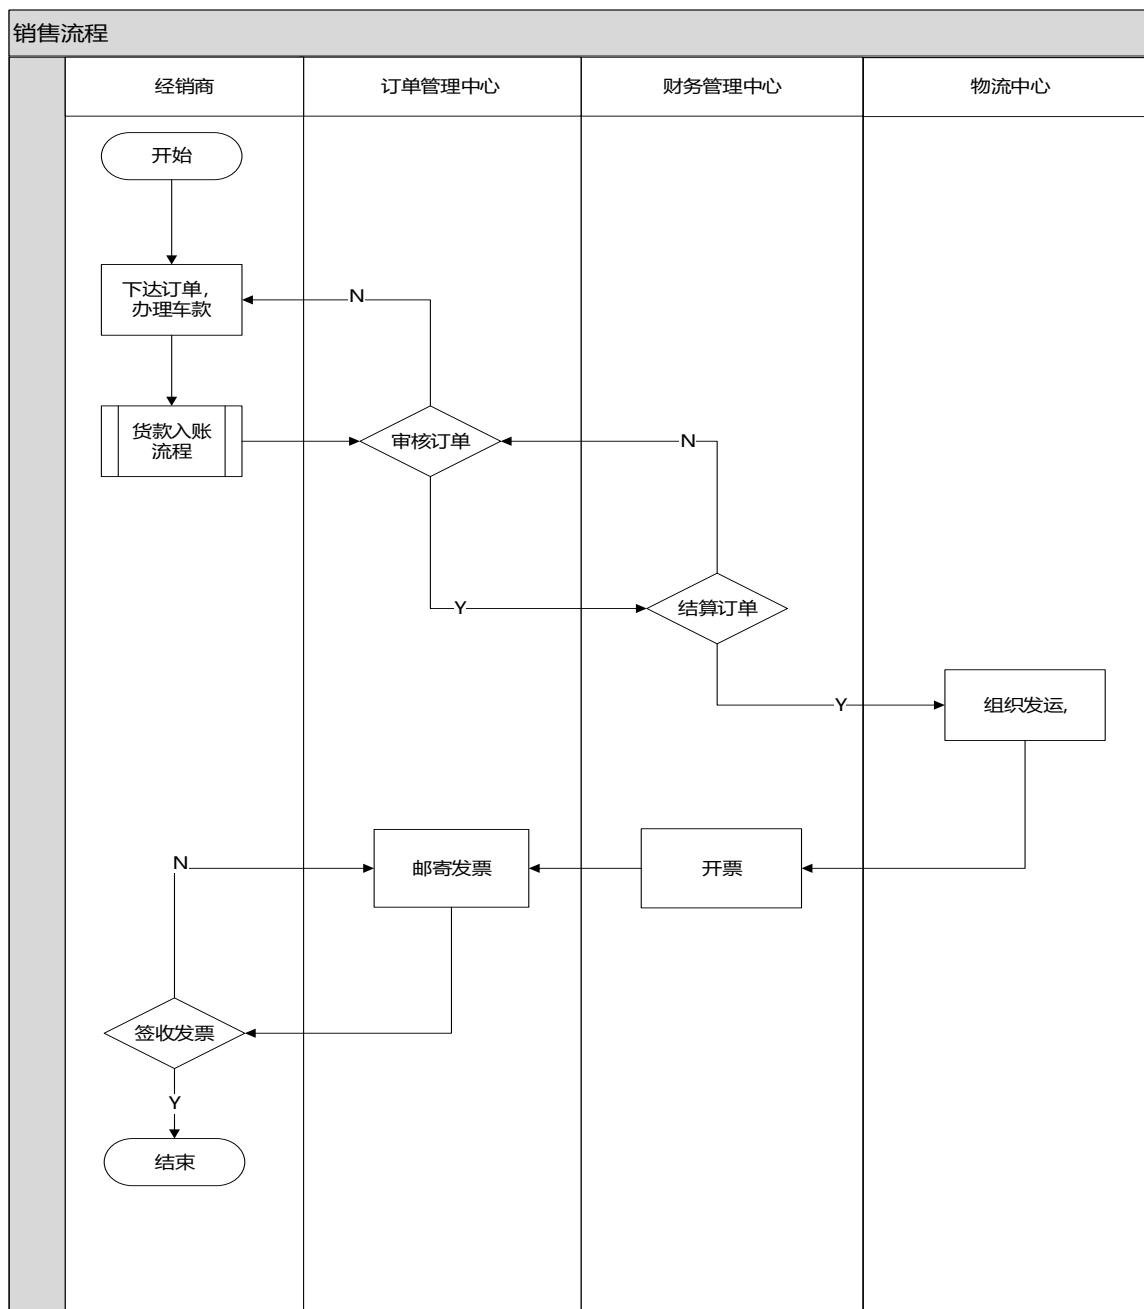 销售流程
经销商
订单管理中心
财务管理中心
物流中心
开始
下达订单，
办理车款
N
货款入账
流程
审核订单
N
Y
结算订单
Y
组织发运,
N
邮寄发票
开票
签收发票
Y
结束